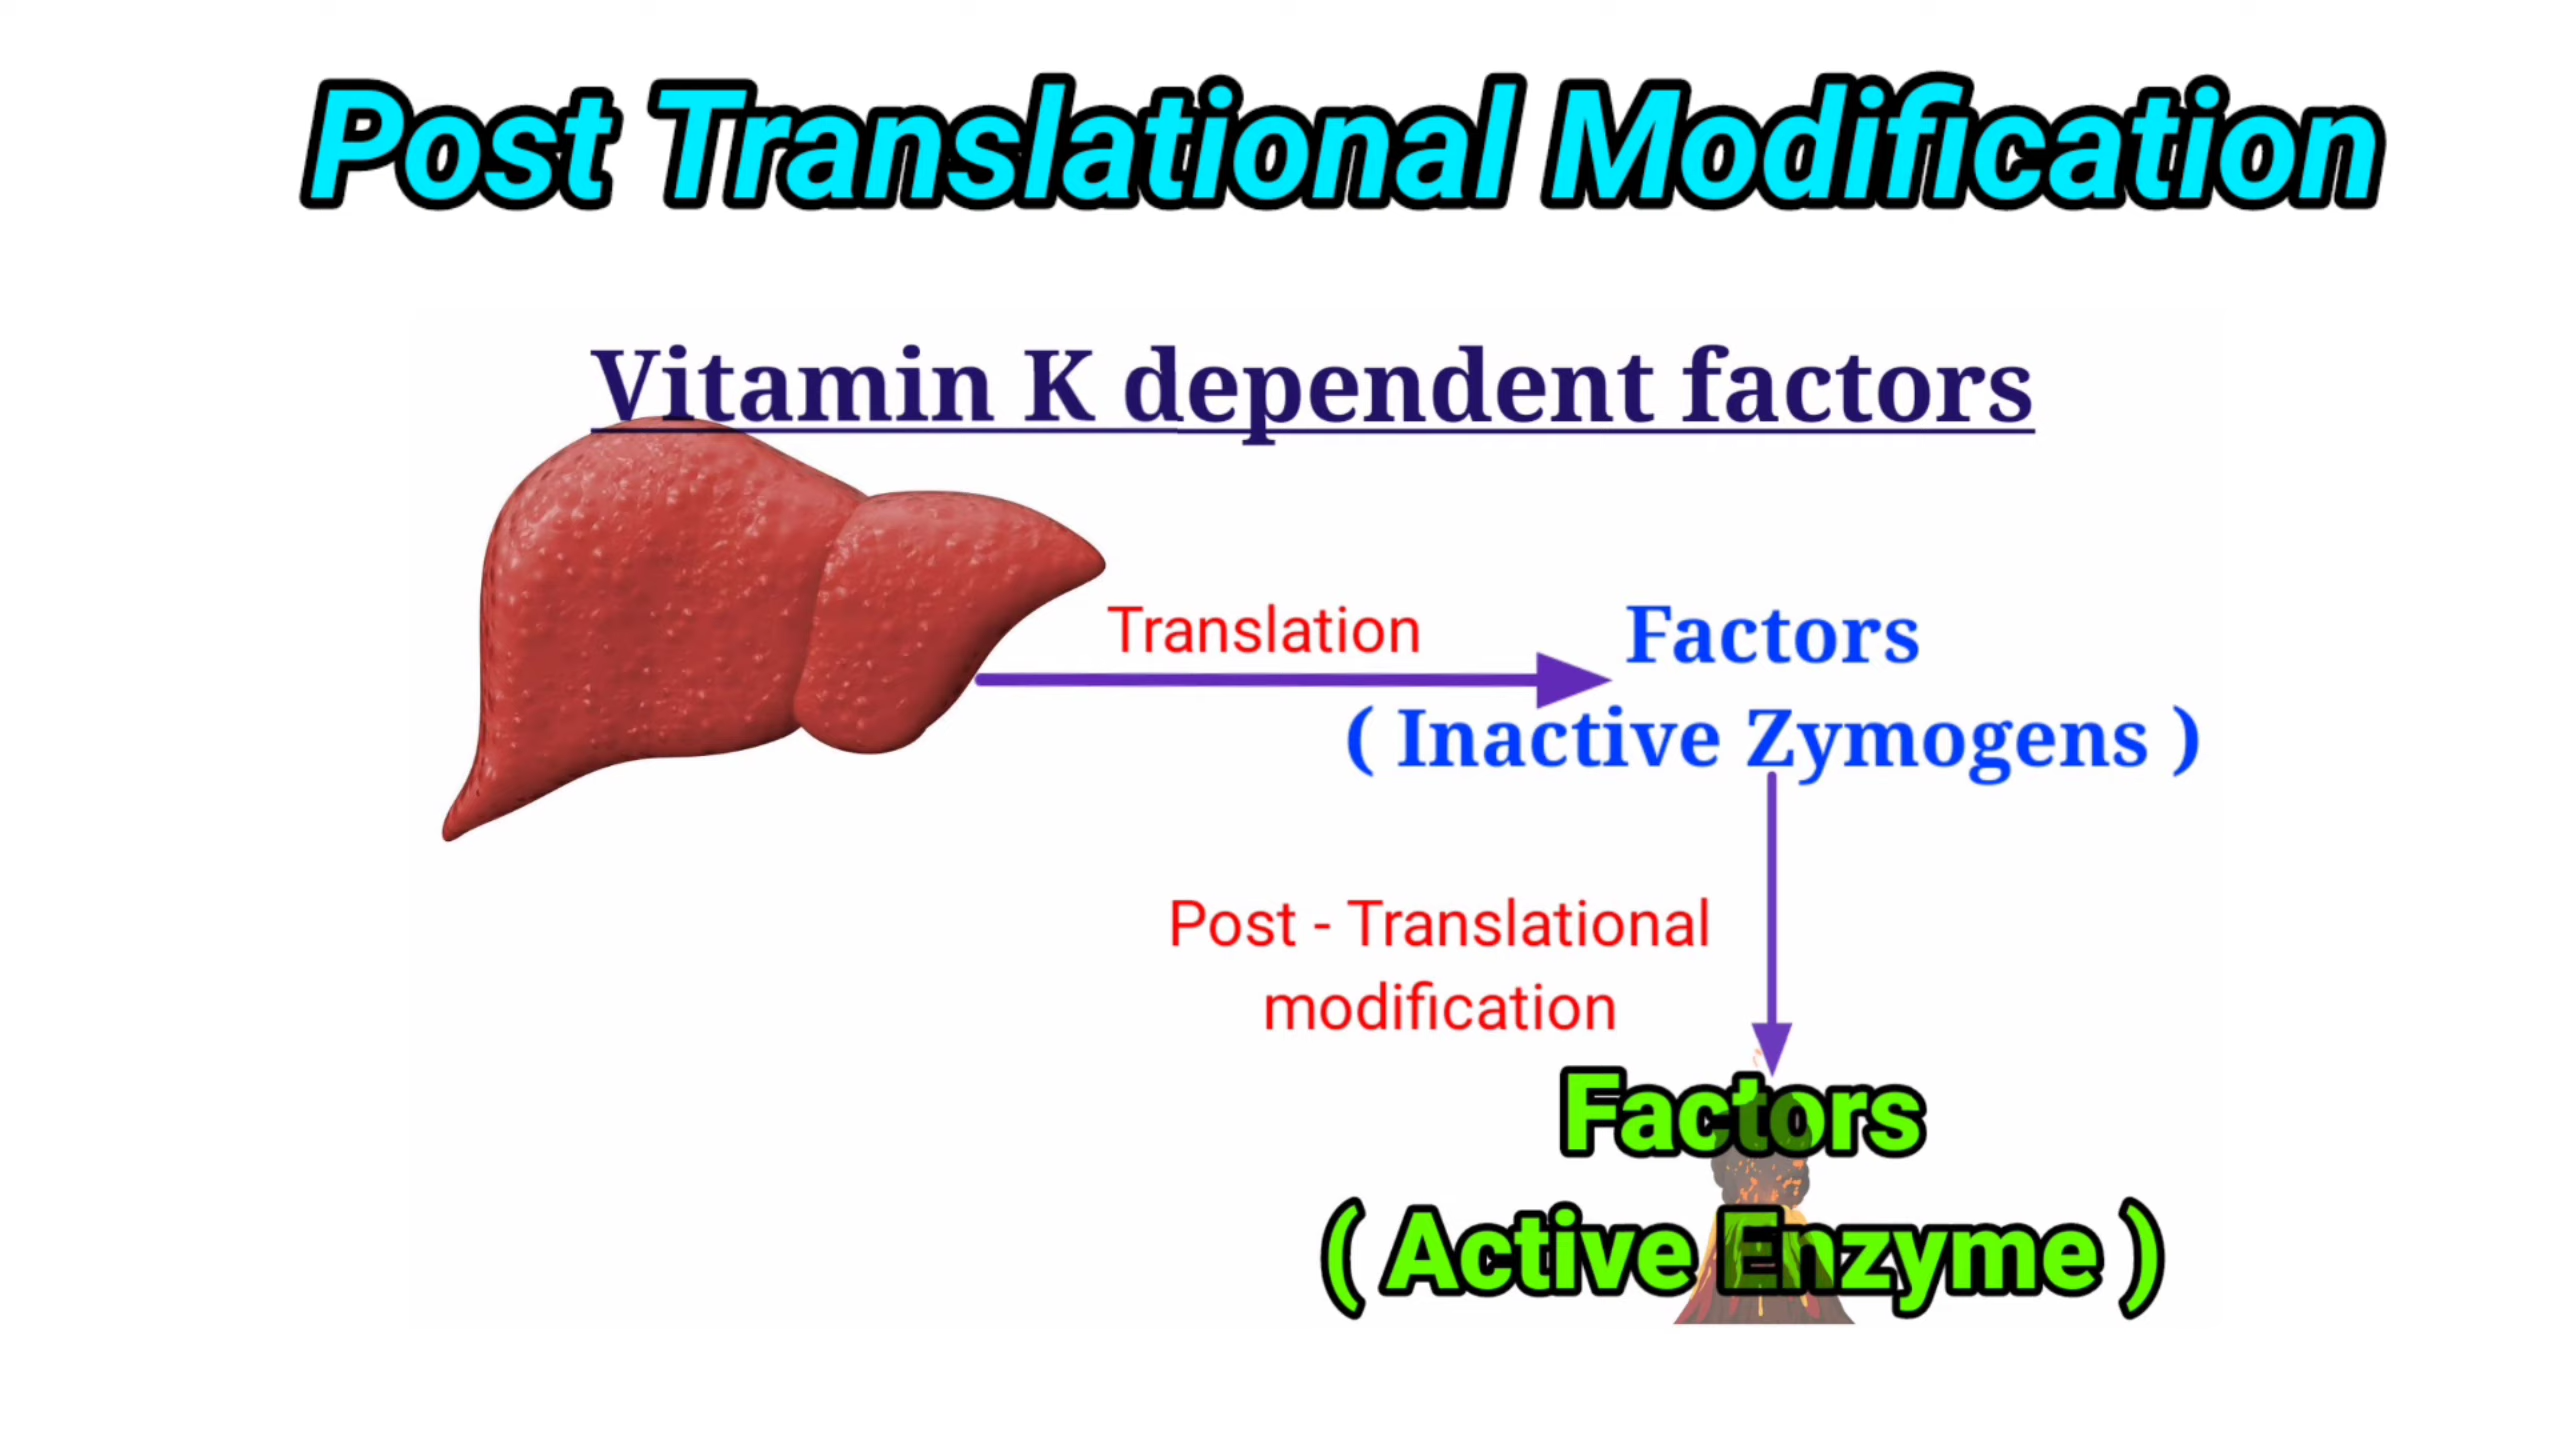 Post Translational Modification
Vitamin K dependent factors
Translation
Factors
( Inactive Zymogens )
Post - Translational
modification
Factors
( Active Enzyme )